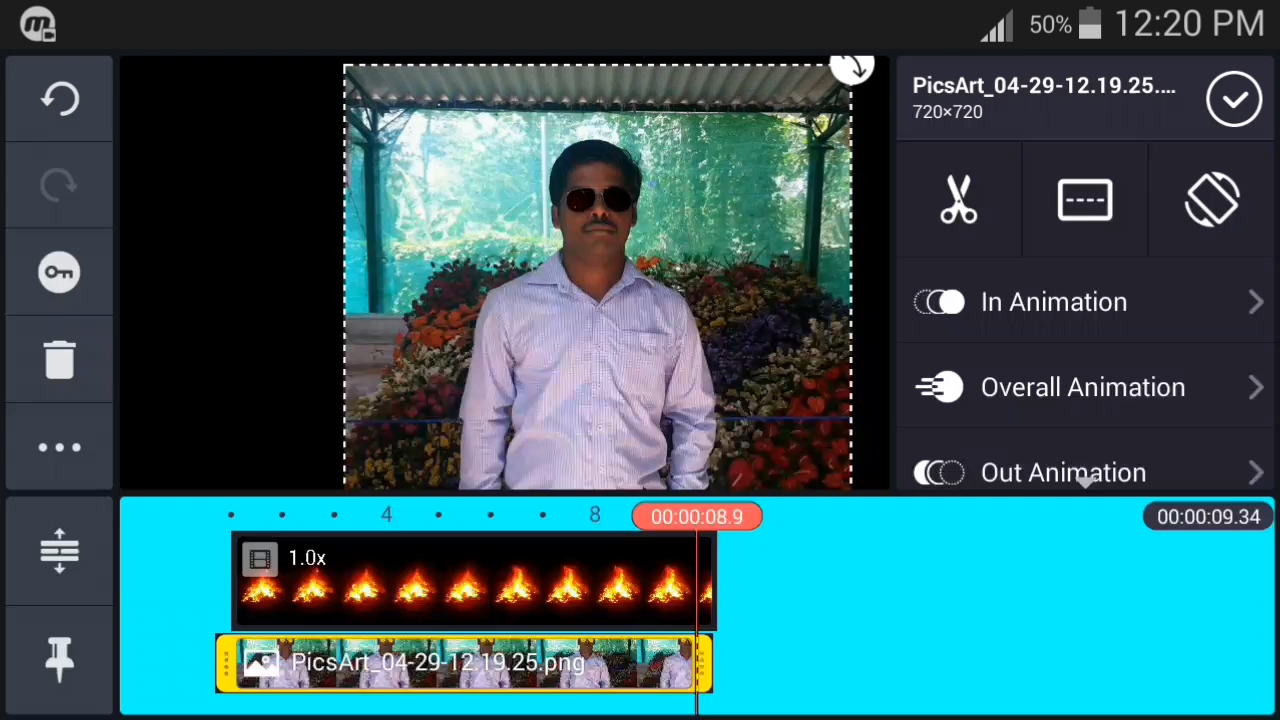 50% 12:20 PM
PicsArt_04-29-12.19.25....
720×720
In Animation
Overall Animation
Out Animation
4 8 00:00:08.9 00:00:09.34
1.0x
PicsArt_04-29-12.19.25.png